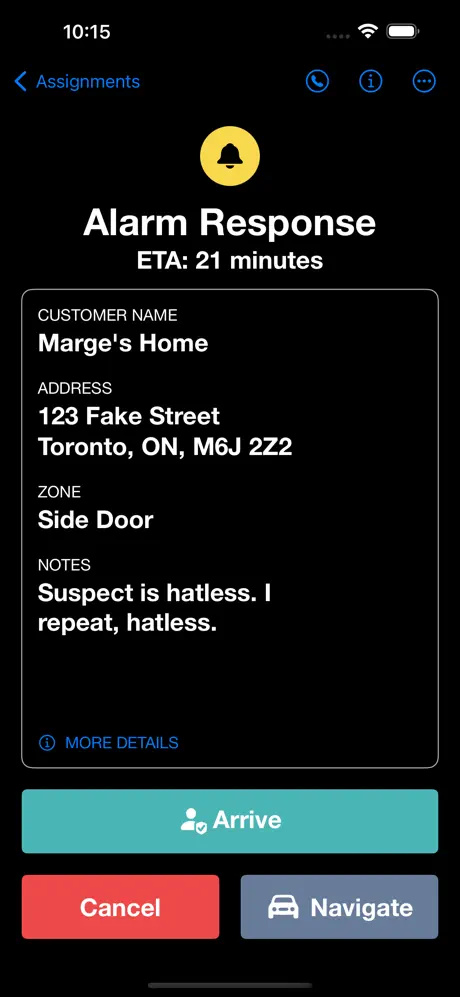 10:15
Assignments
Alarm Response
ETA: 21 minutes
CUSTOMER NAME
Marge's Home
ADDRESS
123 Fake Street
Toronto, ON, M6J 2Z2
ZONE
Side Door
NOTES
Suspect is hatless. I
repeat, hatless.
MORE DETAILS
Arrive
Cancel
Navigate